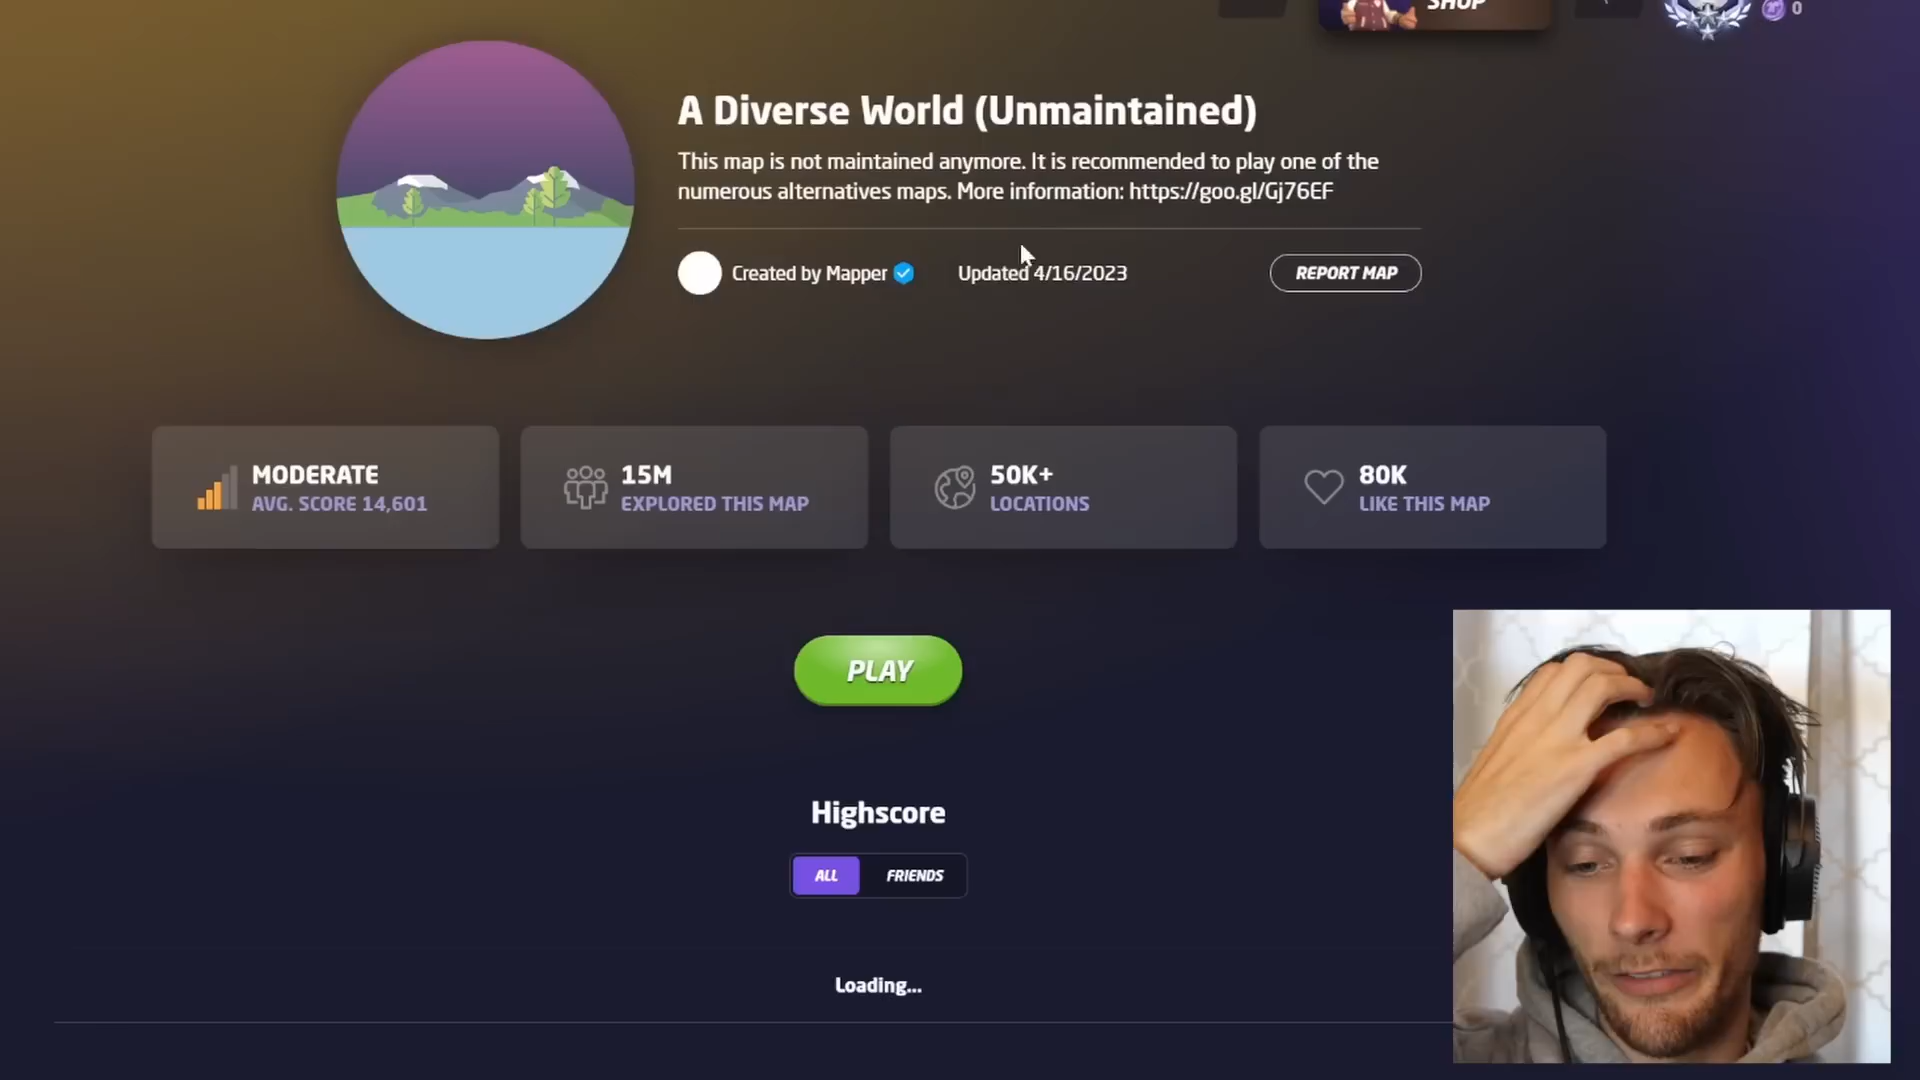 SHOP
0
A Diverse World (Unmaintained)
This map is not maintained anymore. It is recommended to play one of the
numerous alternatives maps. More information: https://goo.gl/Gj76EF
Created by Mapper
Updated 4/16/2023
REPORT MAP
MODERATE
AVG. SCORE 14,601
15M
EXPLORED THIS MAP
50K+
LOCATIONS
80K
LIKE THIS MAP
PLAY
Highscore
ALL
FRIENDS
Loading...